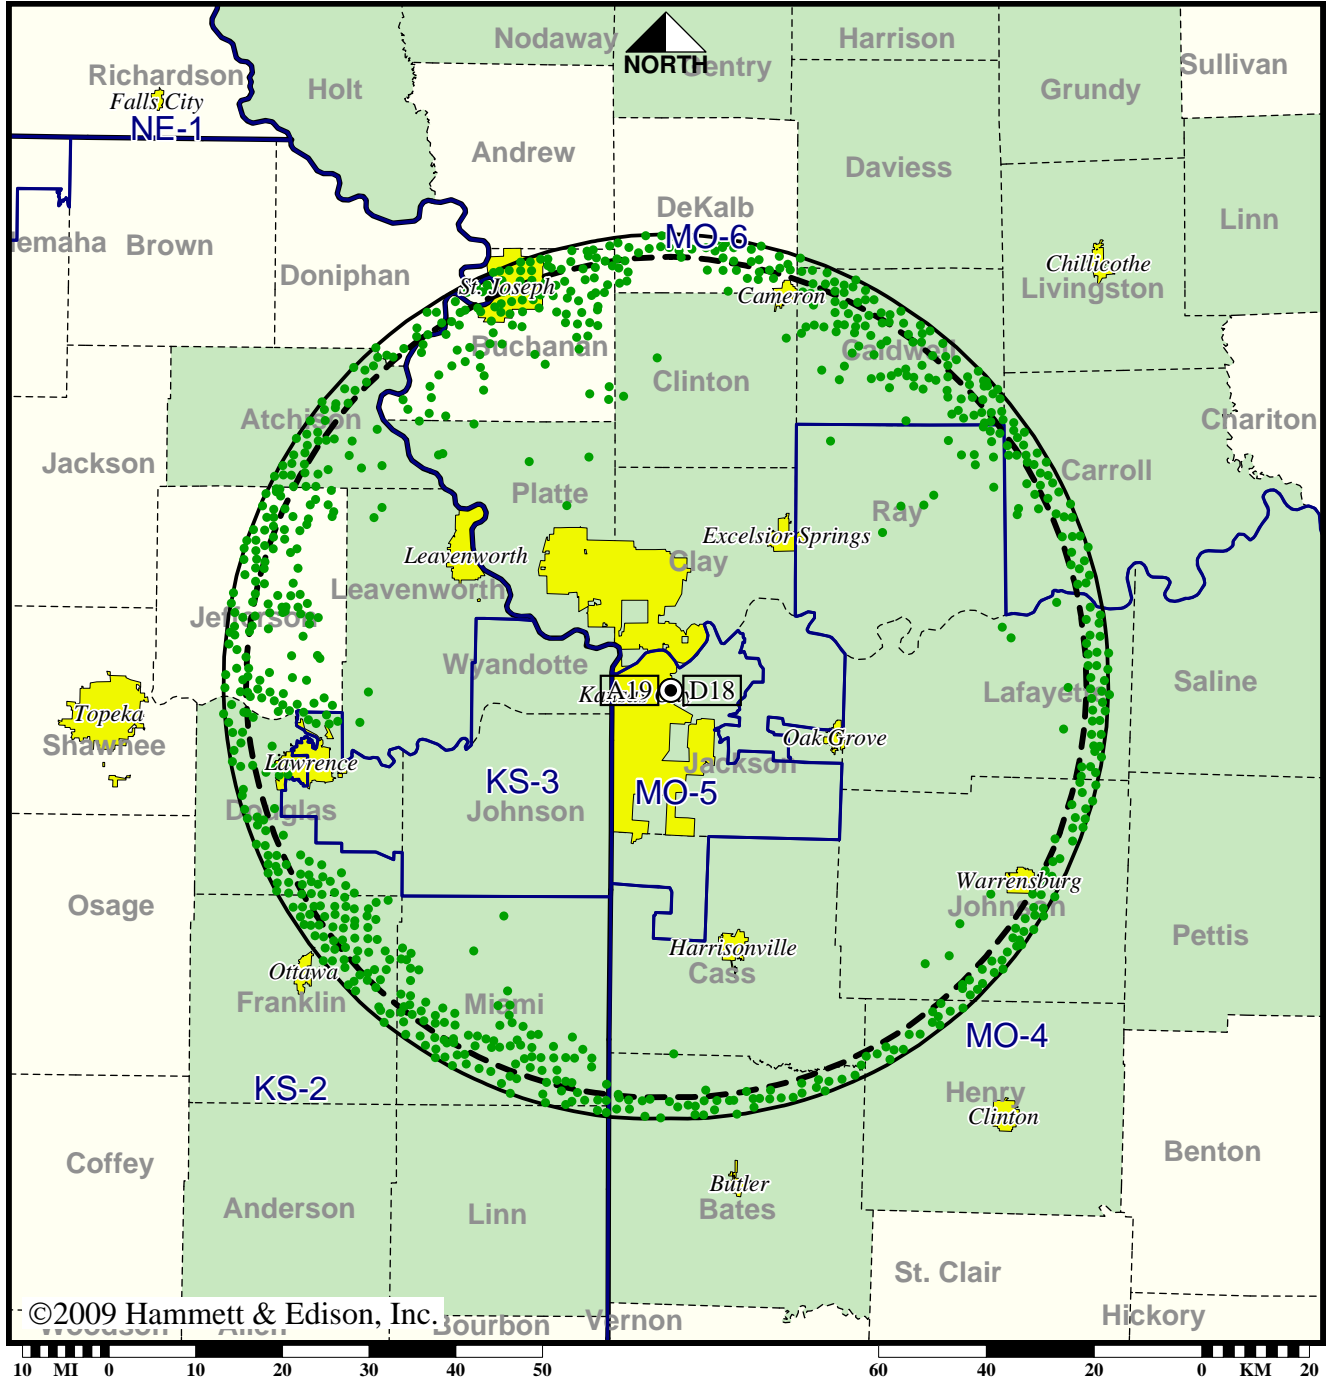 Nodaway
Harrison
NORTH
Gentry
Sullivan
Richardson
Holt
Grundy
Falls City
NE-1
Andrew
Daviess
DeKalb
Linn
MO-6
Brown
Doniphan
Chillicothe
Livingston
St. Joseph
Cameron
Buchanan
Caldwell
Clinton
Atchison
Chariton
Jackson
Carroll
Platte
Ray
Excelsior Springs
Leavenworth
Clay
Leavenworth
Jefferson
Wyandotte
Saline
Lafayette
A19
D18
Topeka
Shawnee
Oak Grove
Lawrence
Jackson
KS-3
MO-5
Douglas
Johnson
Warrensburg
Osage
Johnson
Pettis
Harrisonville
Ottawa
Cass
Franklin
Miami
MO-4
KS-2
Henry
Clinton
Coffey
Benton
Butler
Anderson
Linn
Bates
St. Clair
©2009 Hammett & Edison, Inc.
Hickory
Vernon
Woodson
Allen
Bourbon
10 MI 0 10 20 30 40 50 60 40 20 0 KM 20